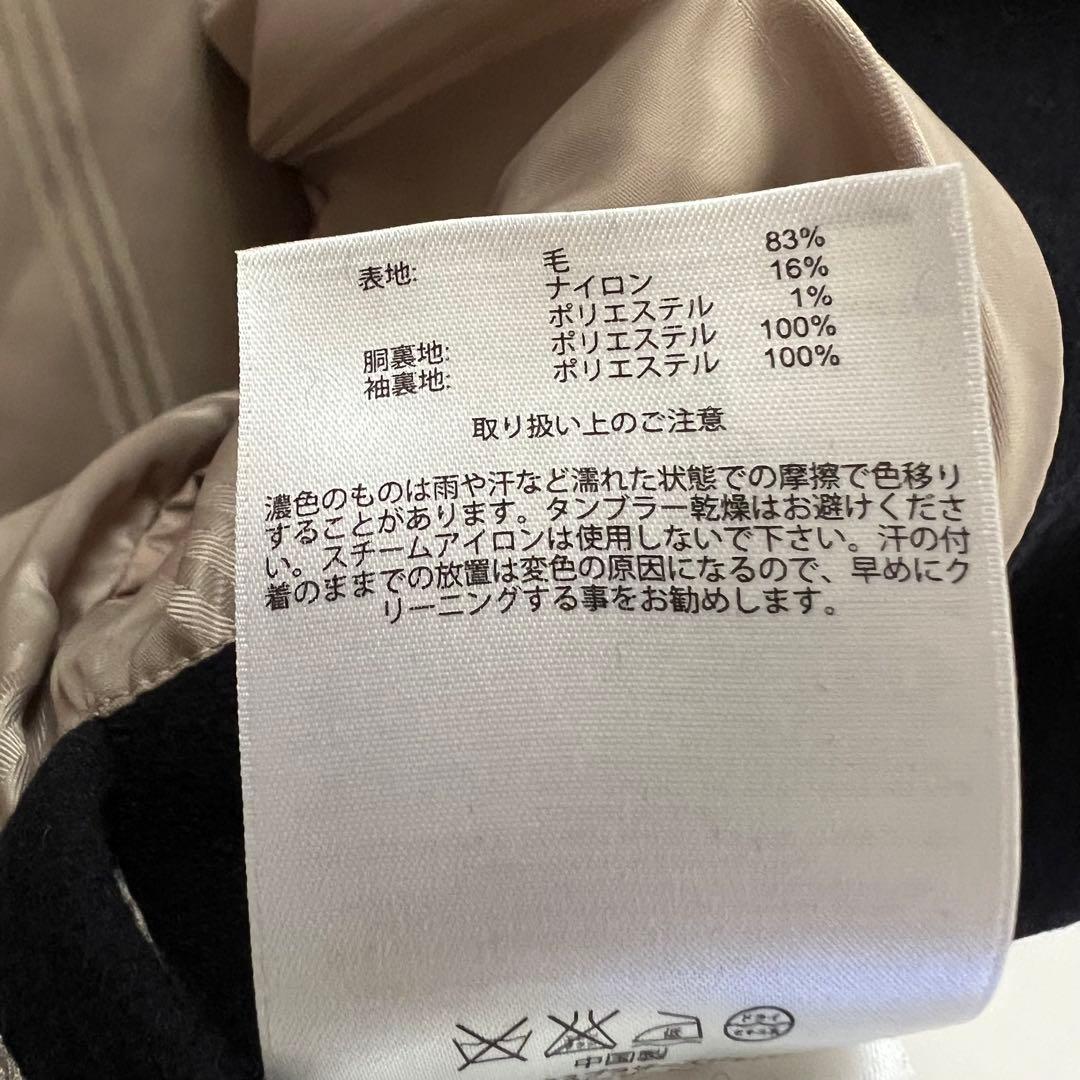 表地: 毛 83%
ナイロン 16%
ポリエステル 1%
胴裏地: ポリエステル 100%
袖裏地: ポリエステル 100%
取り扱い上のご注意
濃色のものは雨や汗など濡れた状態での摩擦で色移り
することがあります。タンブラー乾燥はお避けくださ
い。スチームアイロンは使用しないで下さい。汗の付
着のままでの放置は変色の原因になるので、早めにク
リーニングする事をお勧めします。
中国製